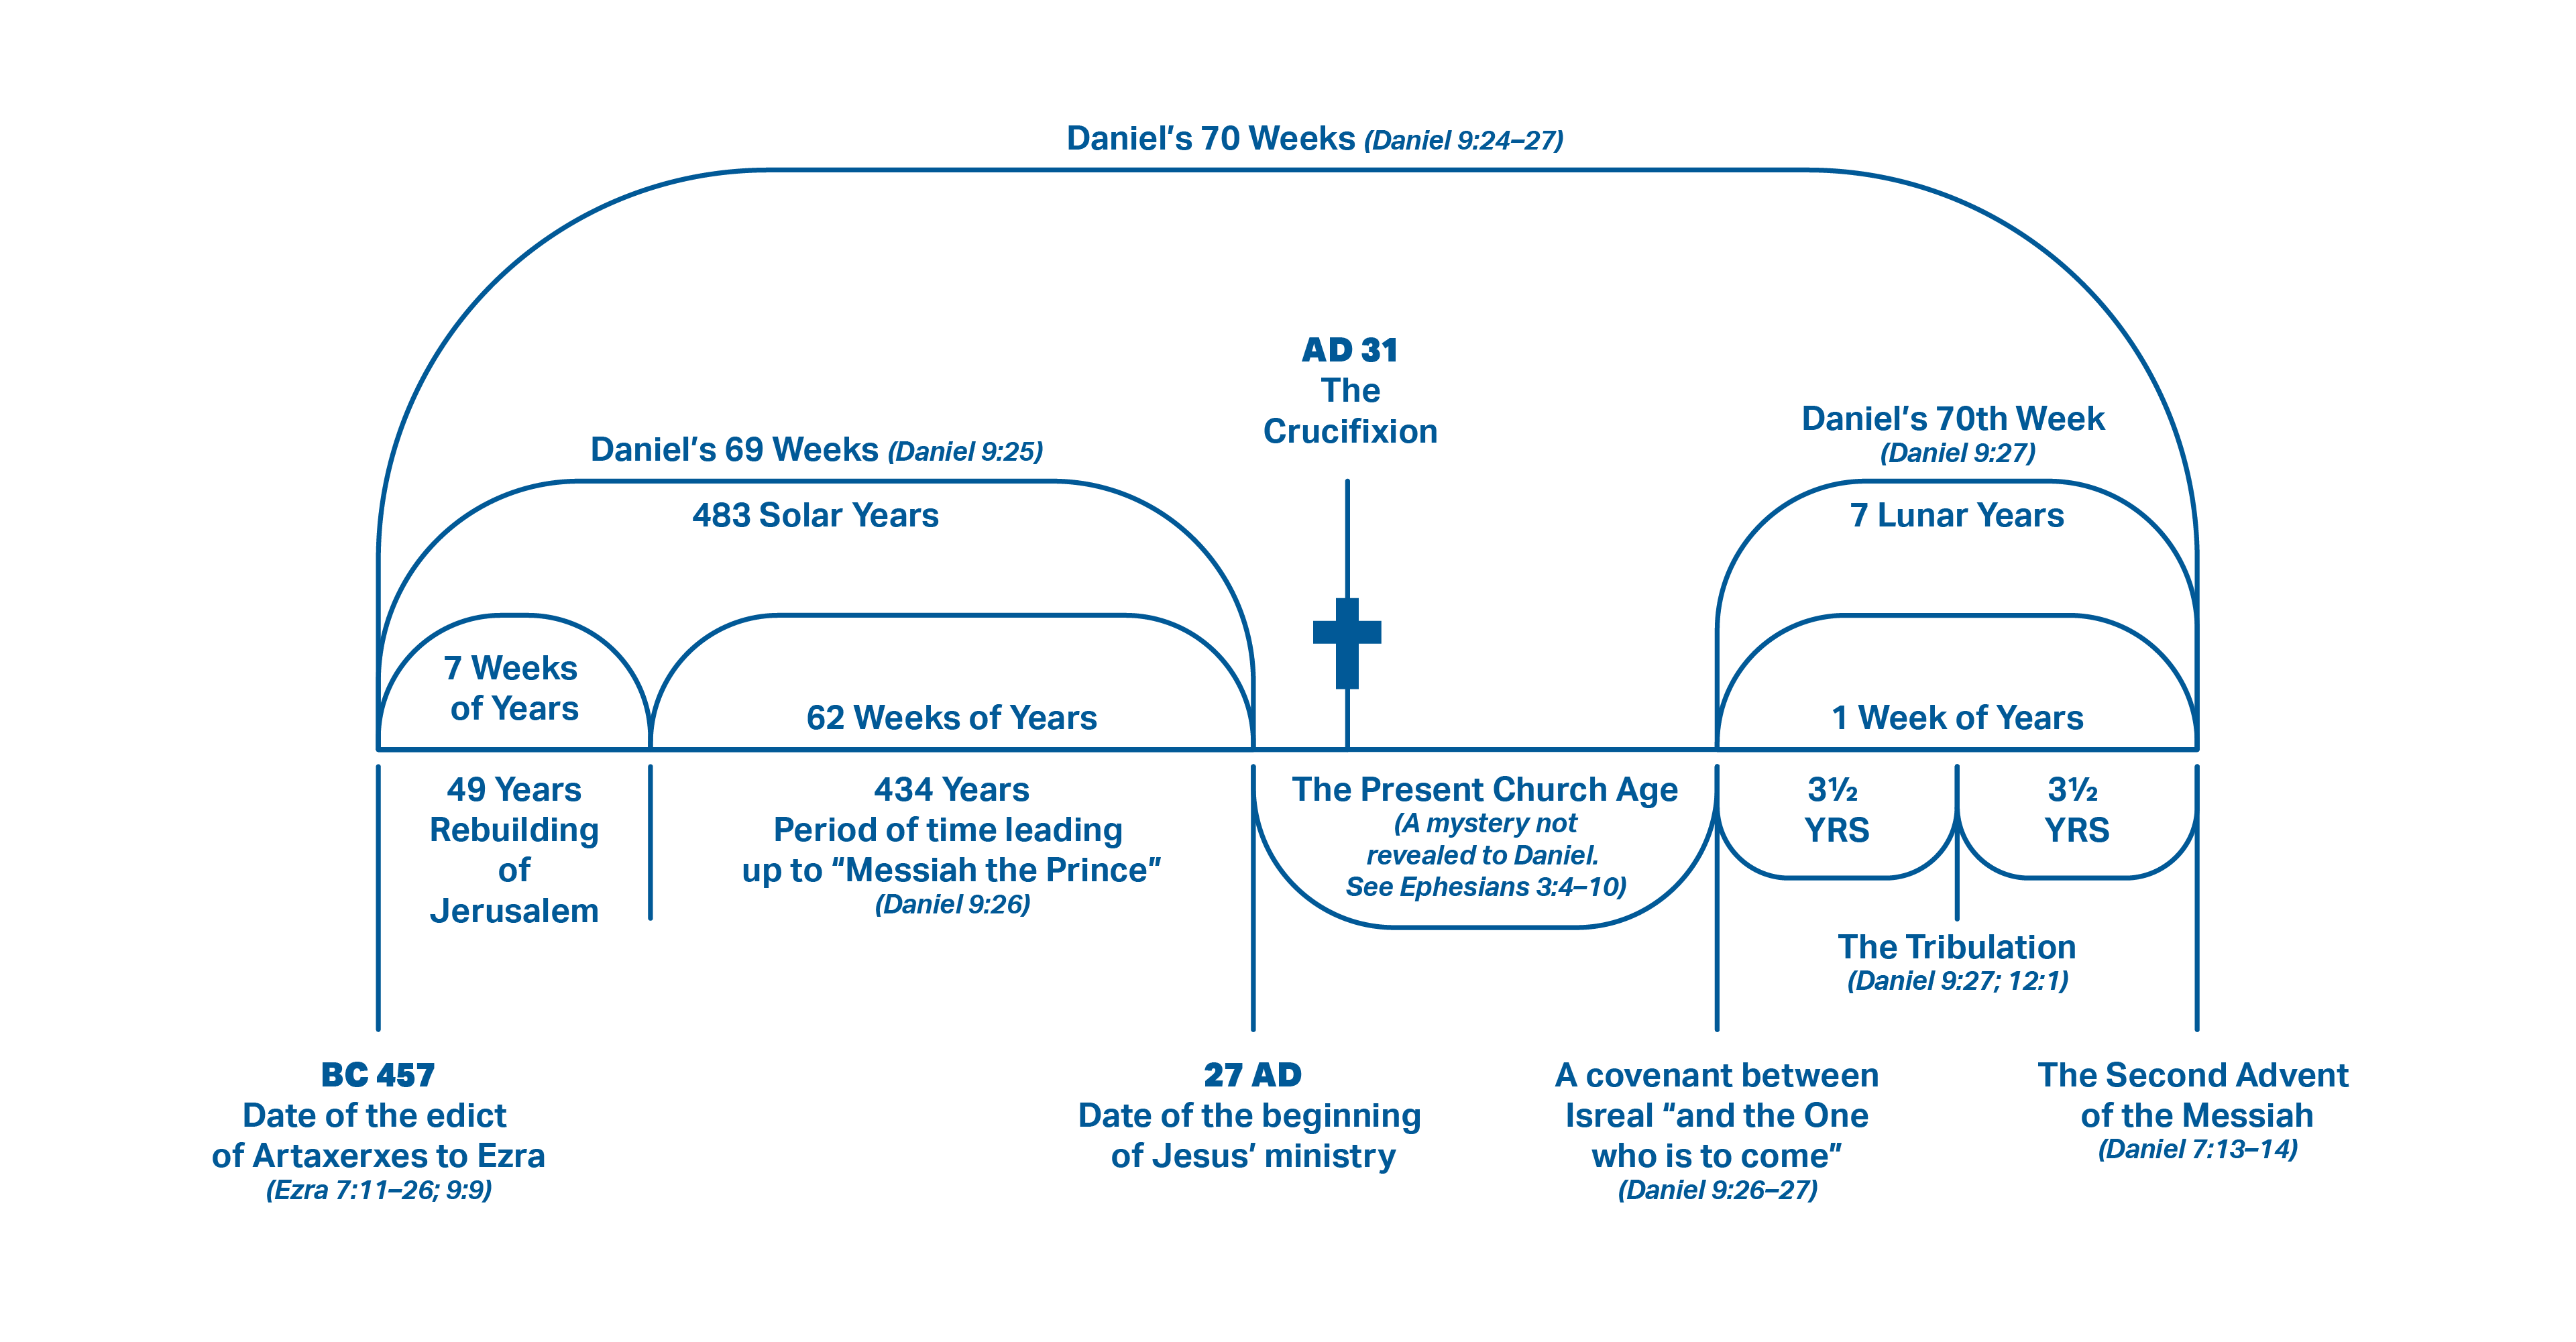 Daniel's 70 Weeks (Daniel 9:24–27)
AD 31
The
Crucifixion
Daniel's 69 Weeks (Daniel 9:25)
483 Solar Years
Daniel's 70th Week
(Daniel 9:27)
7 Lunar Years
7 Weeks
of Years
62 Weeks of Years
1 Week of Years
49 Years
Rebuilding
of
Jerusalem
434 Years
Period of time leading
up to “Messiah the Prince”
(Daniel 9:26)
The Present Church Age
(A mystery not
revealed to Daniel.
See Ephesians 3:4–10)
3½
YRS
3½
YRS
The Tribulation
(Daniel 9:27; 12:1)
BC 457
Date of the edict
of Artaxerxes to Ezra
(Ezra 7:11–26; 9:9)
27 AD
Date of the beginning
of Jesus’ ministry
A covenant between
Isreal “and the One
who is to come”
(Daniel 9:26–27)
The Second Advent
of the Messiah
(Daniel 7:13–14)